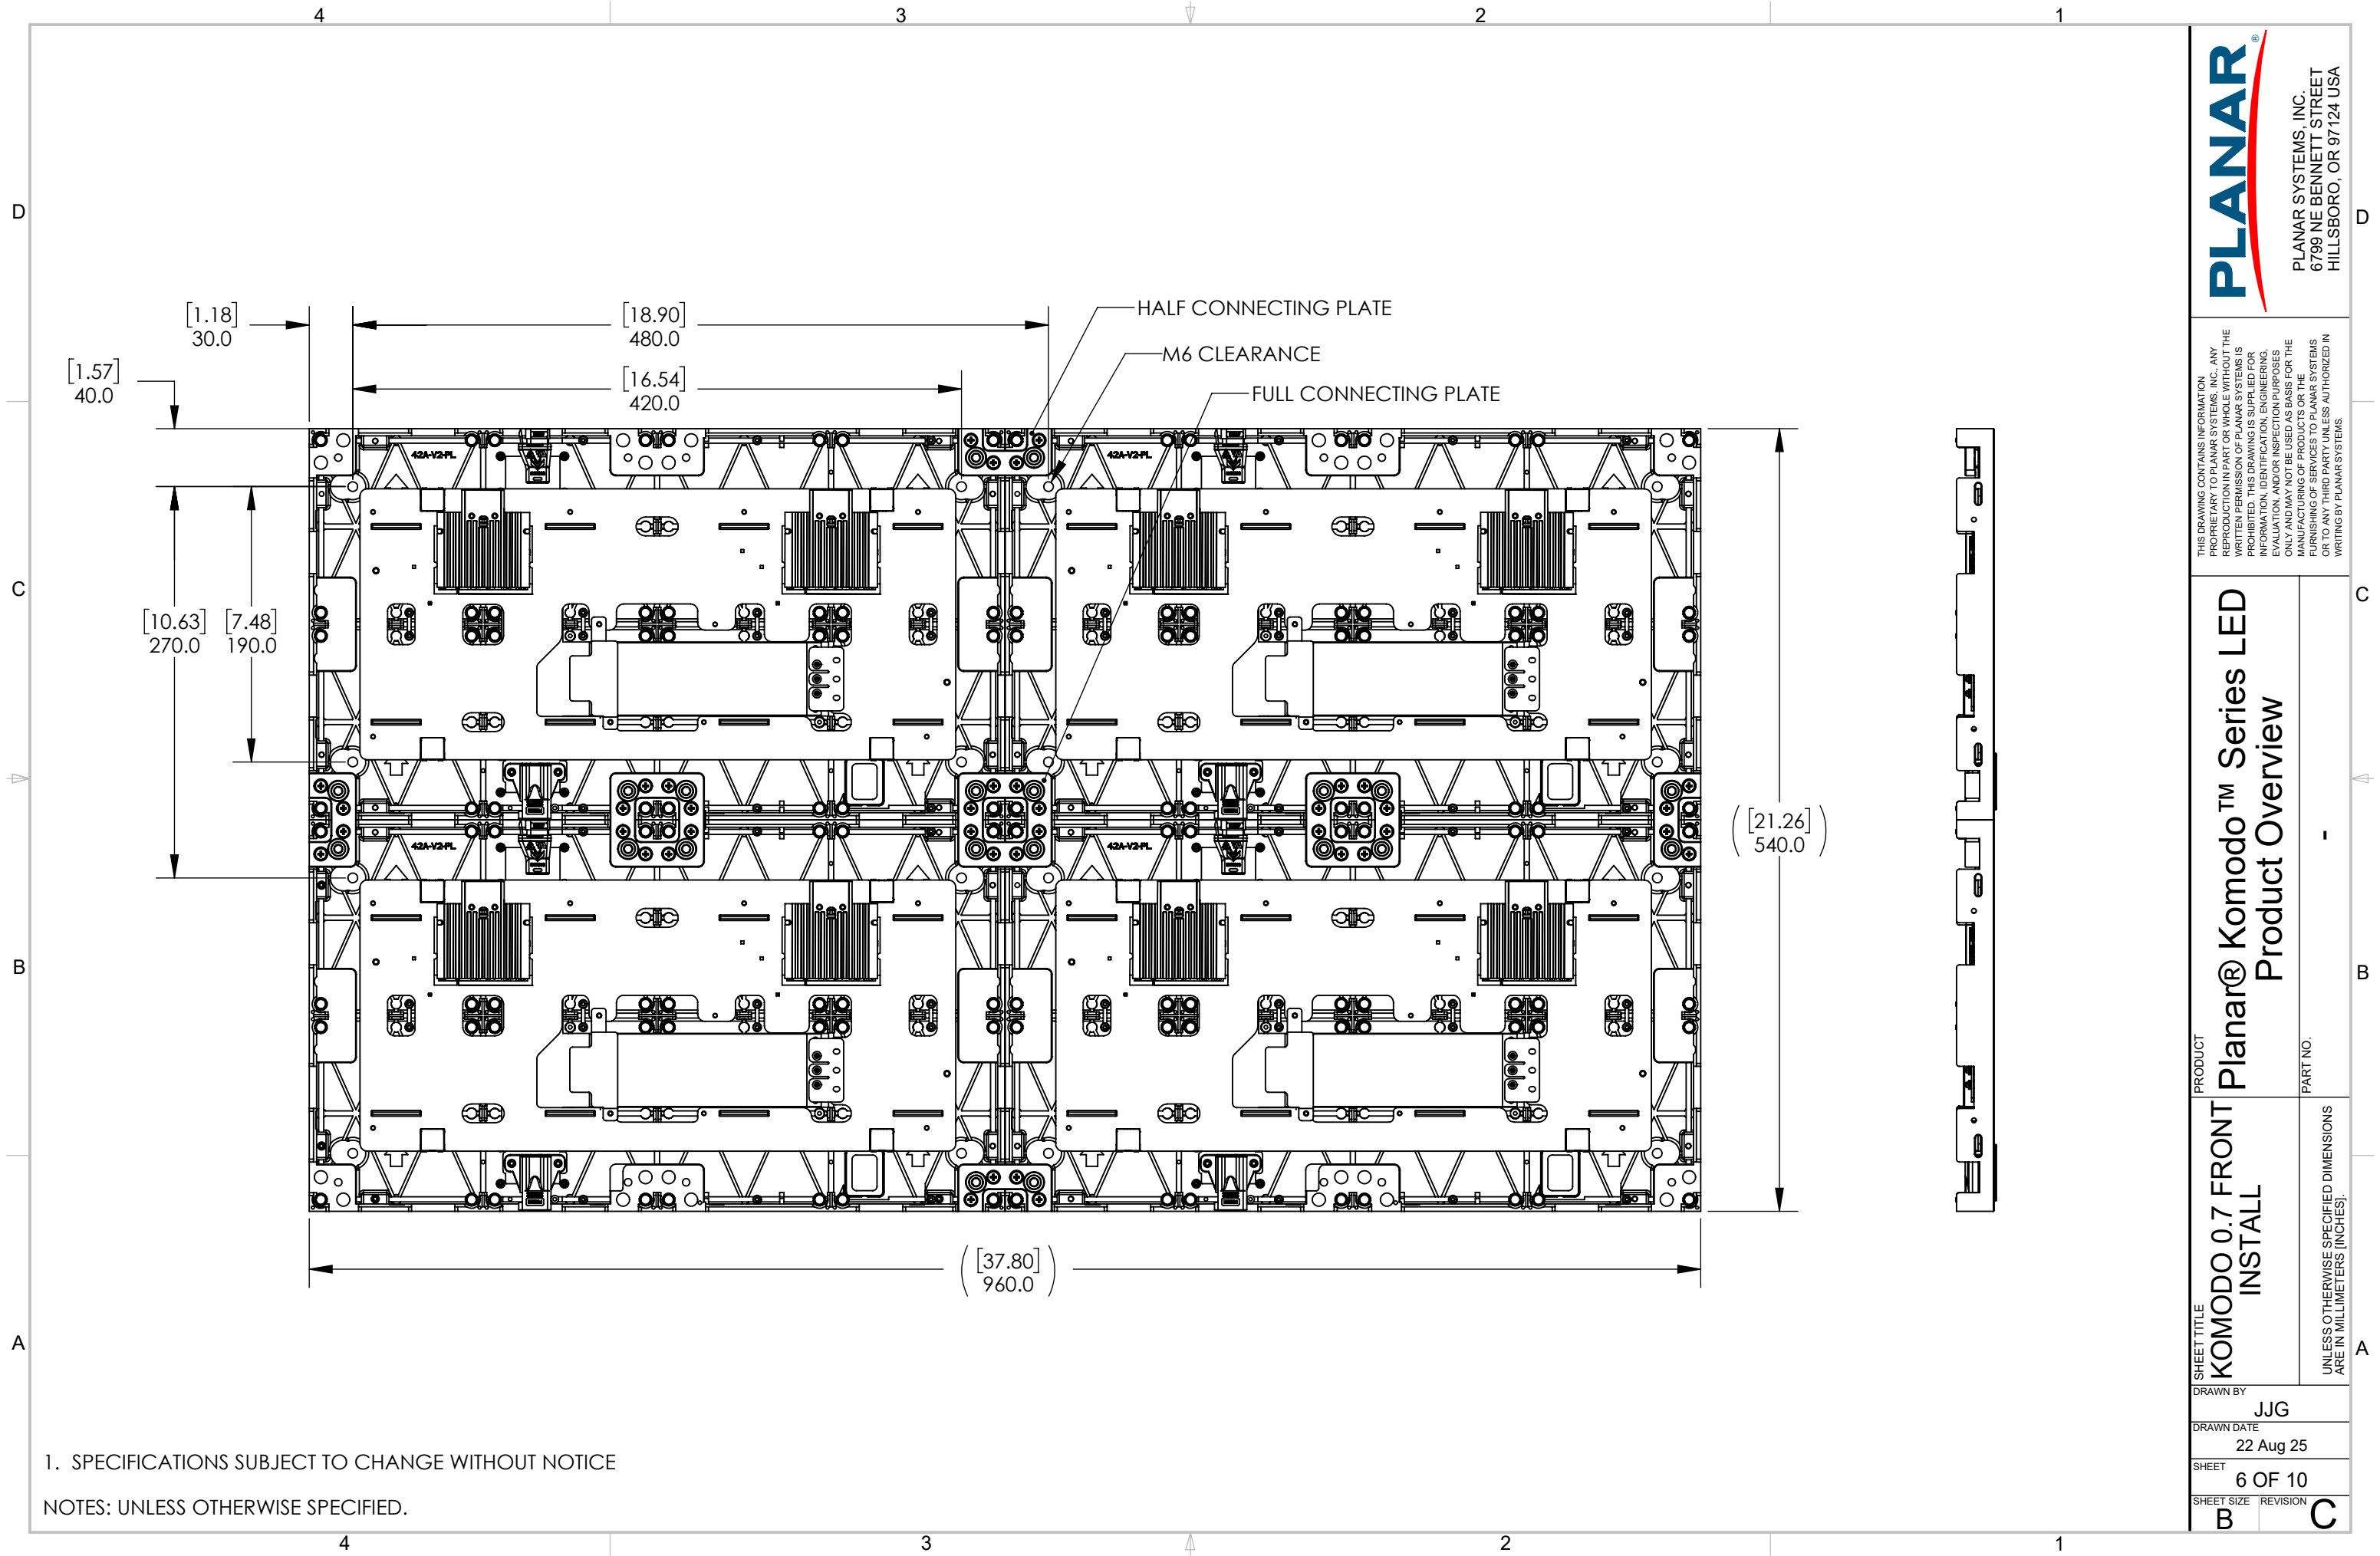 4 3 2 1
D
D
C
C
B
B
A
A
[1.18]
30.0
[18.90]
480.0
HALF CONNECTING PLATE
M6 CLEARANCE
[1.57]
40.0
[16.54]
420.0
FULL CONNECTING PLATE
42A-V2-PL
42A-V2-PL
[10.63]
270.0
[7.48]
190.0
([21.26]
540.0)
42A-V2-PL
42A-V2-PL
([37.80]
960.0)
1. SPECIFICATIONS SUBJECT TO CHANGE WITHOUT NOTICE
NOTES: UNLESS OTHERWISE SPECIFIED.
4 3 2 1
PLANAR®
PLANAR SYSTEMS, INC.
6799 NE BENNETT STREET
HILLSBORO, OR 97124 USA
THIS DRAWING CONTAINS INFORMATION
PROPRIETARY TO PLANAR SYSTEMS, INC.. ANY
REPRODUCTION IN PART OR WHOLE WITHOUT THE
WRITTEN PERMISSION OF PLANAR SYSTEMS IS
PROHIBITED. THIS DRAWING IS SUPPLIED FOR
INFORMATION, IDENTIFICATION, ENGINEERING,
EVALUATION, AND/OR INSPECTION PURPOSES
ONLY AND MAY NOT BE USED AS BASIS FOR THE
MANUFACTURING OF PRODUCTS OR THE
FURNISHING OF SERVICES TO PLANAR SYSTEMS
OR TO ANY THIRD PARTY UNLESS AUTHORIZED IN
WRITING BY PLANAR SYSTEMS.
PRODUCT
Planar® Komodo™ Series LED
Product Overview
PART NO.
-
SHEET TITLE
KOMODO 0.7 FRONT
INSTALL
UNLESS OTHERWISE SPECIFIED DIMENSIONS
ARE IN MILLIMETERS [INCHES].
DRAWN BY
JJG
DRAWN DATE
22 Aug 25
SHEET
6 OF 10
SHEET SIZE
B
REVISION
C